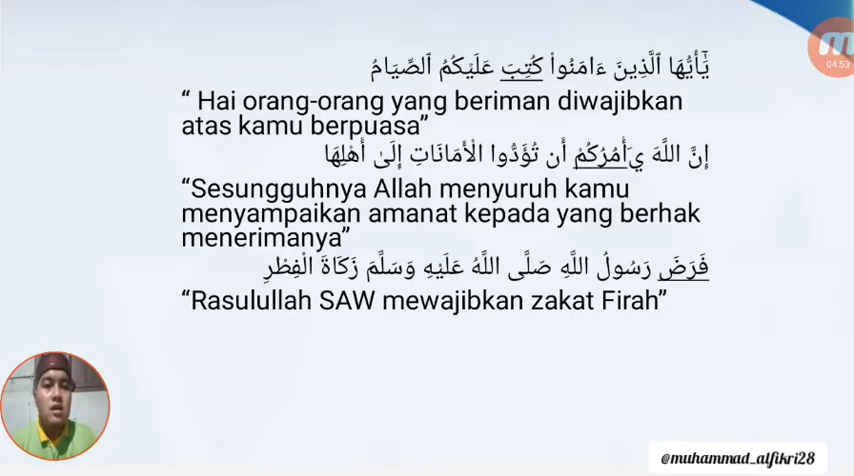 04:53
يَٰٓأَيُّهَا ٱلَّذِينَ ءَامَنُواْ كُتِبَ عَلَيْكُمُ ٱلصِّيَامُ
“ Hai orang-orang yang beriman diwajibkan
atas kamu berpuasa”
إِنَّ اللَّهَ يَأْمُرُكُمْ أَن تُؤَدُّوا الْأَمَانَاتِ إِلَىٰ أَهْلِهَا
“Sesungguhnya Allah menyuruh kamu
menyampaikan amanat kepada yang berhak
menerimanya”
فَرَضَ رَسُولُ اللَّهِ صَلَّى اللَّهُ عَلَيْهِ وَسَلَّمَ زَكَاةَ الْفِطْرِ
“Rasulullah SAW mewajibkan zakat Firah”
@muhammad_alfikri28